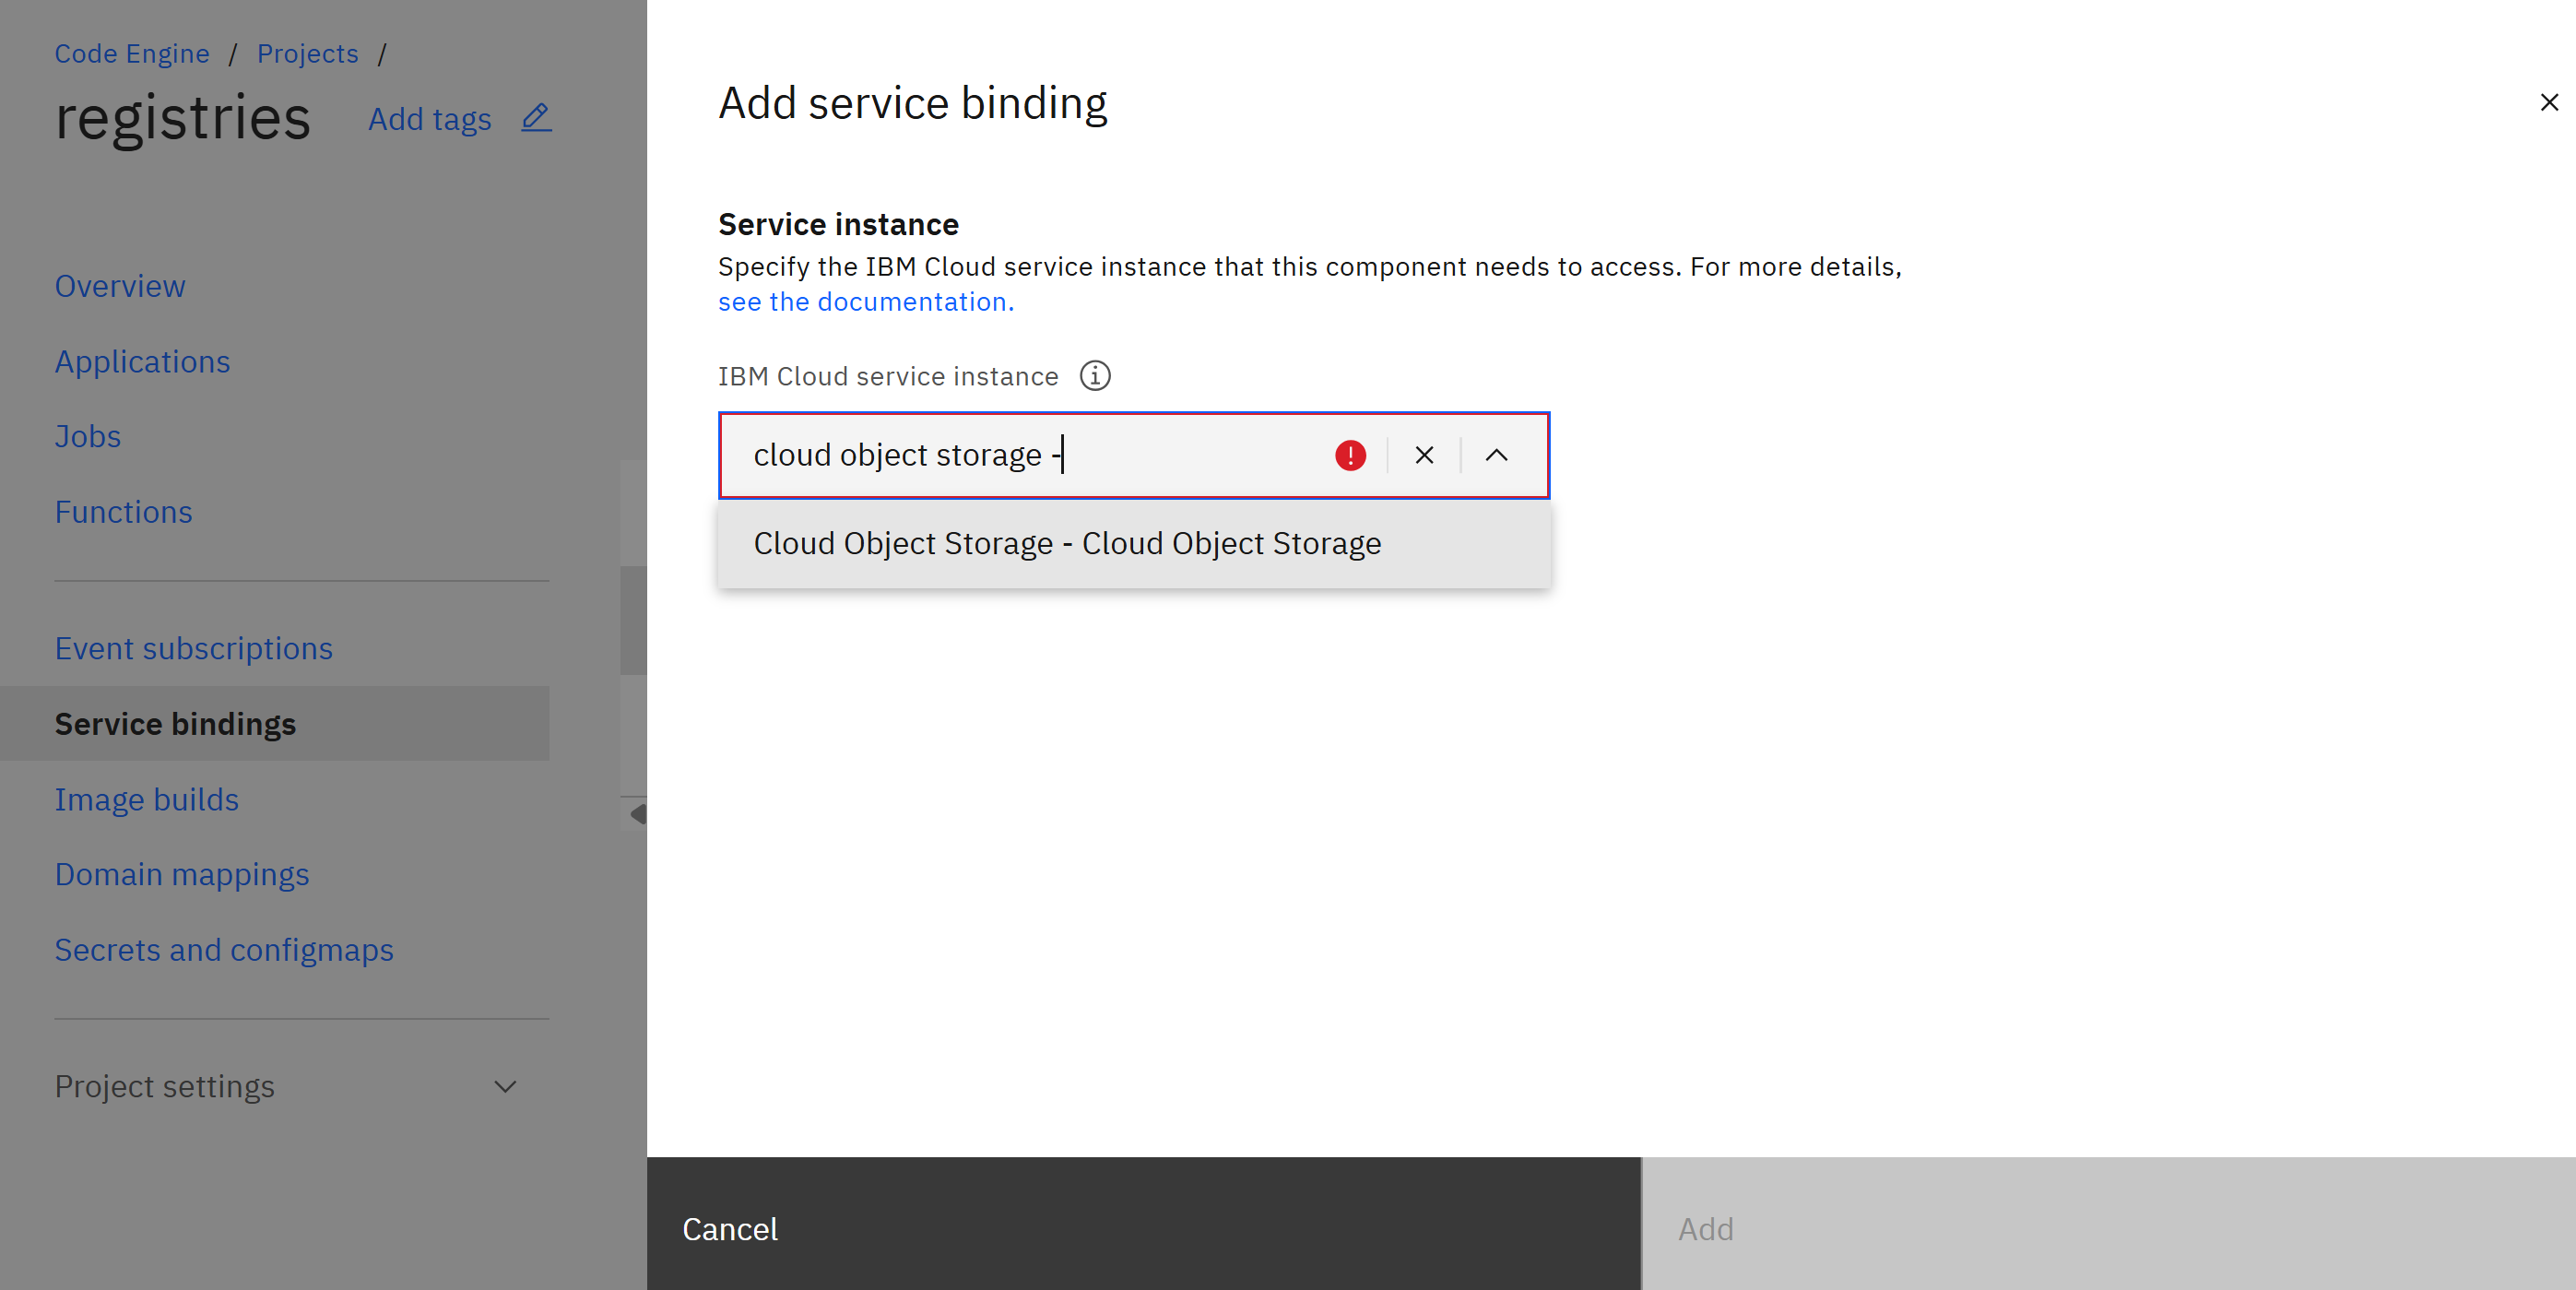 Code Engine / Projects /
registries Add tags
Overview
Applications
Jobs
Functions
Event subscriptions
Service bindings
Image builds
Domain mappings
Secrets and configmaps
Project settings
Add service binding
Service instance
Specify the IBM Cloud service instance that this component needs to access. For more details,
see the documentation.
IBM Cloud service instance
cloud object storage -
Cloud Object Storage - Cloud Object Storage
Cancel
Add